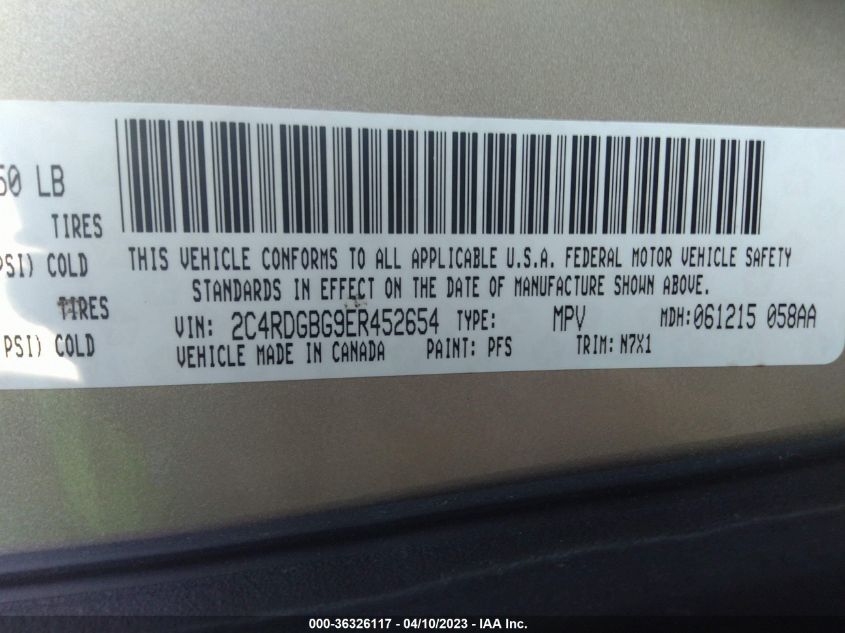 50 LB
TIRES
PSI) COLD
TIRES
PSI) COLD
THIS VEHICLE CONFORMS TO ALL APPLICABLE U.S.A. FEDERAL MOTOR VEHICLE SAFETY
STANDARDS IN EFFECT ON THE DATE OF MANUFACTURE SHOWN ABOVE.
VIN: 2C4RDGBG9ER452654 TYPE: MPV MDH:061215 058AA
VEHICLE MADE IN CANADA PAINT: PFS TRIM: N7X1
000-36326117 - 04/10/2023 - IAA Inc.